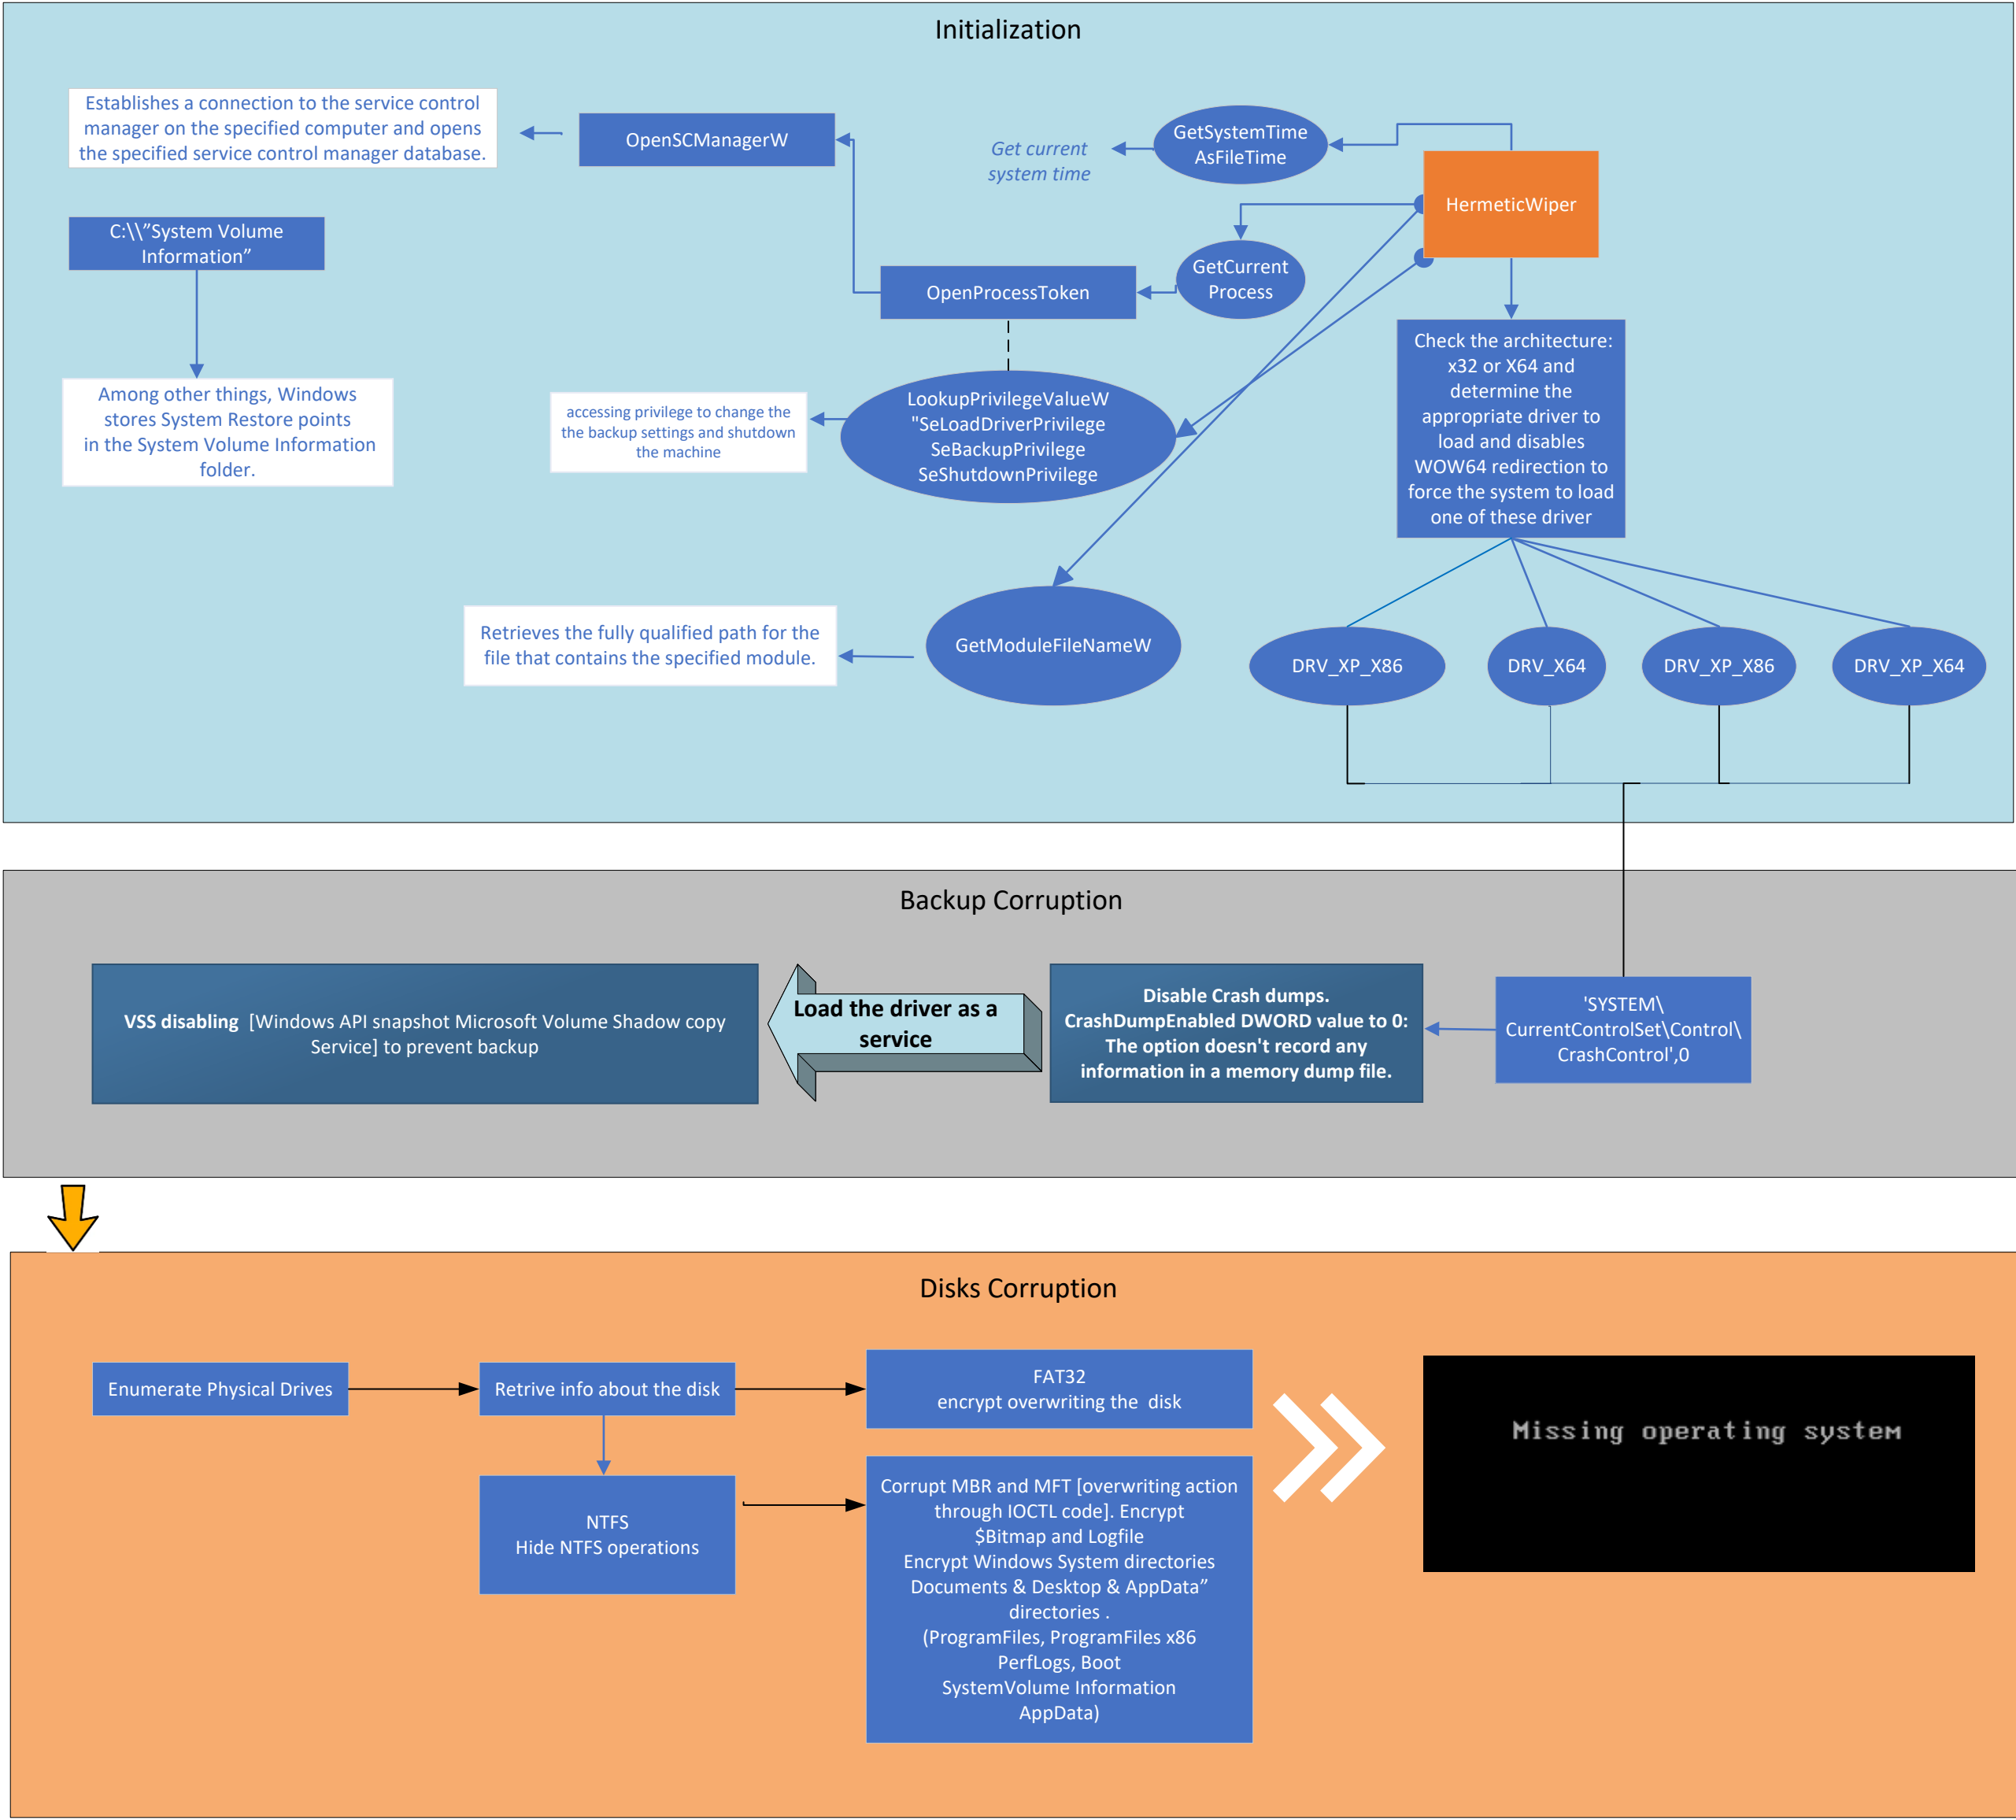 Initialization
Establishes a connection to the service control
manager on the specified computer and opens
the specified service control manager database.
OpenSCManagerW
Get current
system time
GetSystemTime
AsFileTime
HermeticWiper
C:\\”System Volume
Information”
OpenProcessToken
GetCurrent
Process
Among other things, Windows
stores System Restore points
in the System Volume Information
folder.
accessing privilege to change the
the backup settings and shutdown
the machine
LookupPrivilegeValueW
"SeLoadDriverPrivilege
SeBackupPrivilege
SeShutdownPrivilege
Check the architecture:
x32 or X64 and
determine the
appropriate driver to
load and disables
WOW64 redirection to
force the system to load
one of these driver
Retrieves the fully qualified path for the
file that contains the specified module.
GetModuleFileNameW
DRV_XP_X86
DRV_X64
DRV_XP_X86
DRV_XP_X64
Backup Corruption
VSS disabling  [Windows API snapshot Microsoft Volume Shadow copy
Service] to prevent backup
Load the driver as a
service
Disable Crash dumps.
CrashDumpEnabled DWORD value to 0:
The option doesn't record any
information in a memory dump file.
'SYSTEM\
CurrentControlSet\Control\
CrashControl',0
Disks Corruption
Enumerate Physical Drives
Retrive info about the disk
FAT32
encrypt overwriting the  disk
Missing operating system
NTFS
Hide NTFS operations
Corrupt MBR and MFT [overwriting action
through IOCTL code]. Encrypt
$Bitmap and Logfile
Encrypt Windows System directories
Documents & Desktop & AppData”
directories .
(ProgramFiles, ProgramFiles x86
PerfLogs, Boot
SystemVolume Information
AppData)